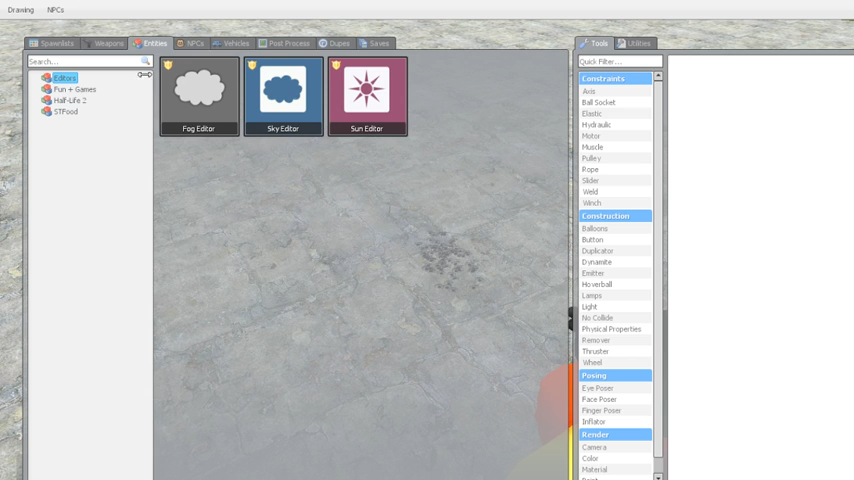 Drawing NPCs
Spawnlists Weapons Entities NPCs Vehicles Post Process Dupes Saves
Tools Utilities
Search...
Editors
Fun + Games
Half-Life 2
STFood
Fog Editor
Sky Editor
Sun Editor
Quick Filter...
Constraints
Axis
Ball Socket
Elastic
Hydraulic
Motor
Muscle
Pulley
Rope
Slider
Weld
Winch
Construction
Balloons
Button
Duplicator
Dynamite
Emitter
Hoverball
Lamps
Light
No Collide
Physical Properties
Remover
Thruster
Wheel
Posing
Eye Poser
Face Poser
Finger Poser
Inflator
Render
Camera
Color
Material